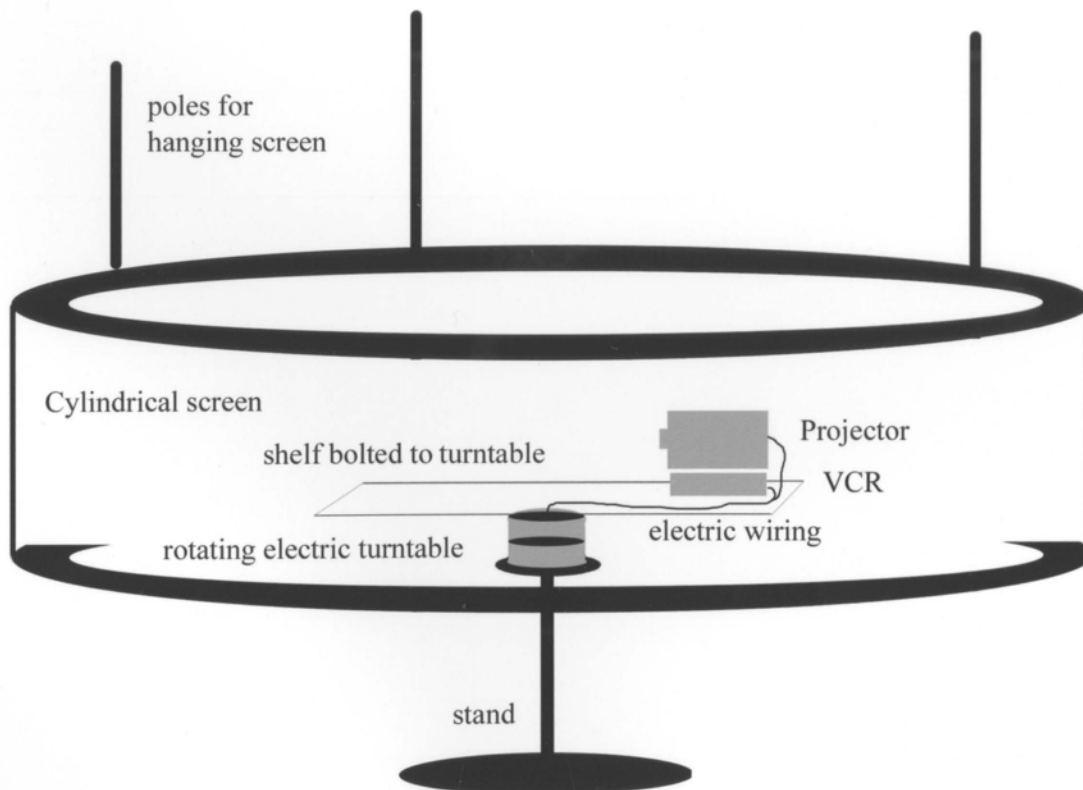 poles for
hanging screen
Cylindrical screen
Projector
shelf bolted to turntable
VCR
electric wiring
rotating electric turntable
stand